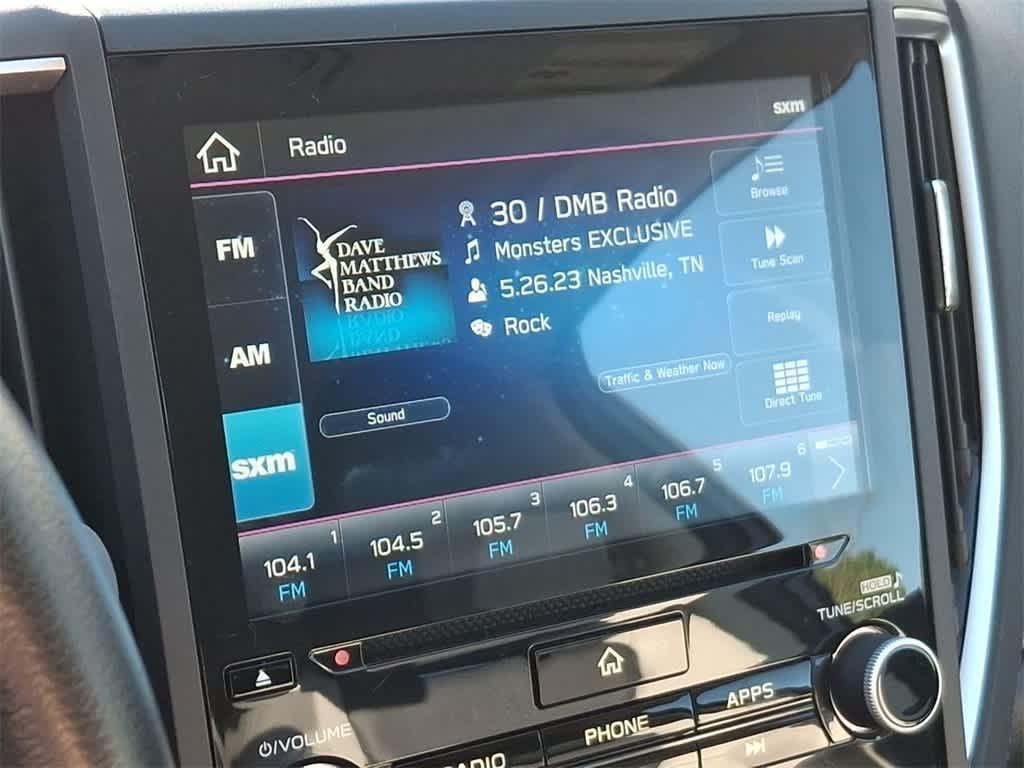 sxm
Radio
FM
AM
sxm
DAVE
MATTHEWS
BAND
RADIO
30 / DMB Radio
Monsters EXCLUSIVE
5.26.23 Nashville, TN
Rock
Browse
Tune Scan
Replay
Direct Tune
Traffic & Weather Now
Sound
1
104.1
FM
2
104.5
FM
3
105.7
FM
4
106.3
FM
5
106.7
FM
6
107.9
FM
HOLD
TUNE/SCROLL
VOLUME
RADIO
PHONE
APPS